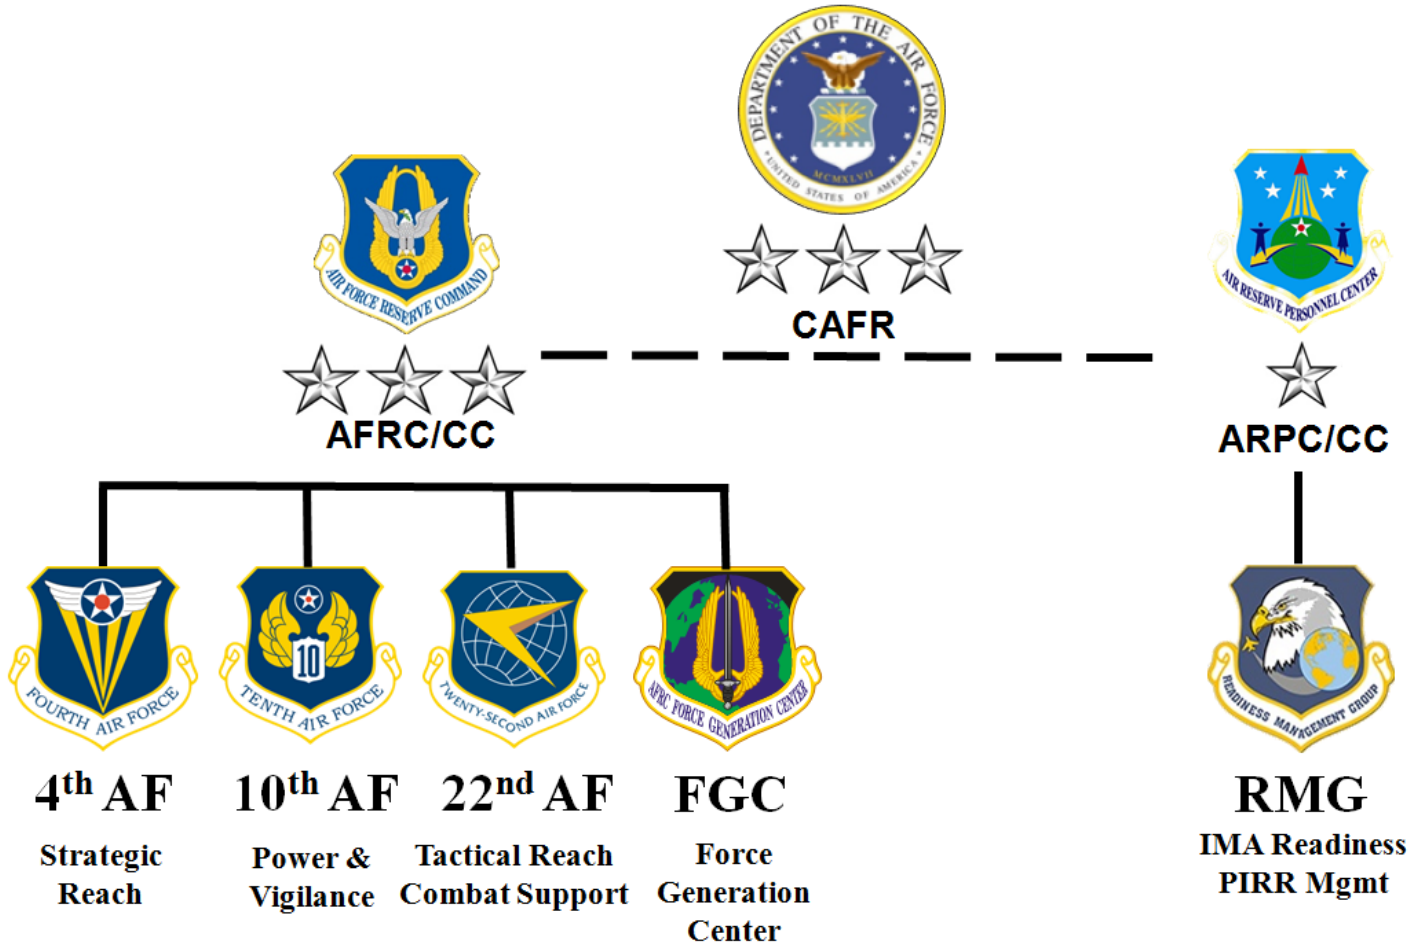 DEPARTMENT OF THE AIR FORCE
MCMXLVII
UNITED STATES OF AMERICA
CAFR
AIR FORCE RESERVE COMMAND
AFRC/CC
AIR RESERVE PERSONNEL CENTER
ARPC/CC
FOURTH AIR FORCE
4th AF
Strategic
Reach
10
TENTH AIR FORCE
10th AF
Power &
Vigilance
TWENTY-SECOND AIR FORCE
22nd AF
Tactical Reach
Combat Support
AFRC FORCE GENERATION CENTER
FGC
Force
Generation
Center
READINESS MANAGEMENT GROUP
RMG
IMA Readiness
PIRR Mgmt